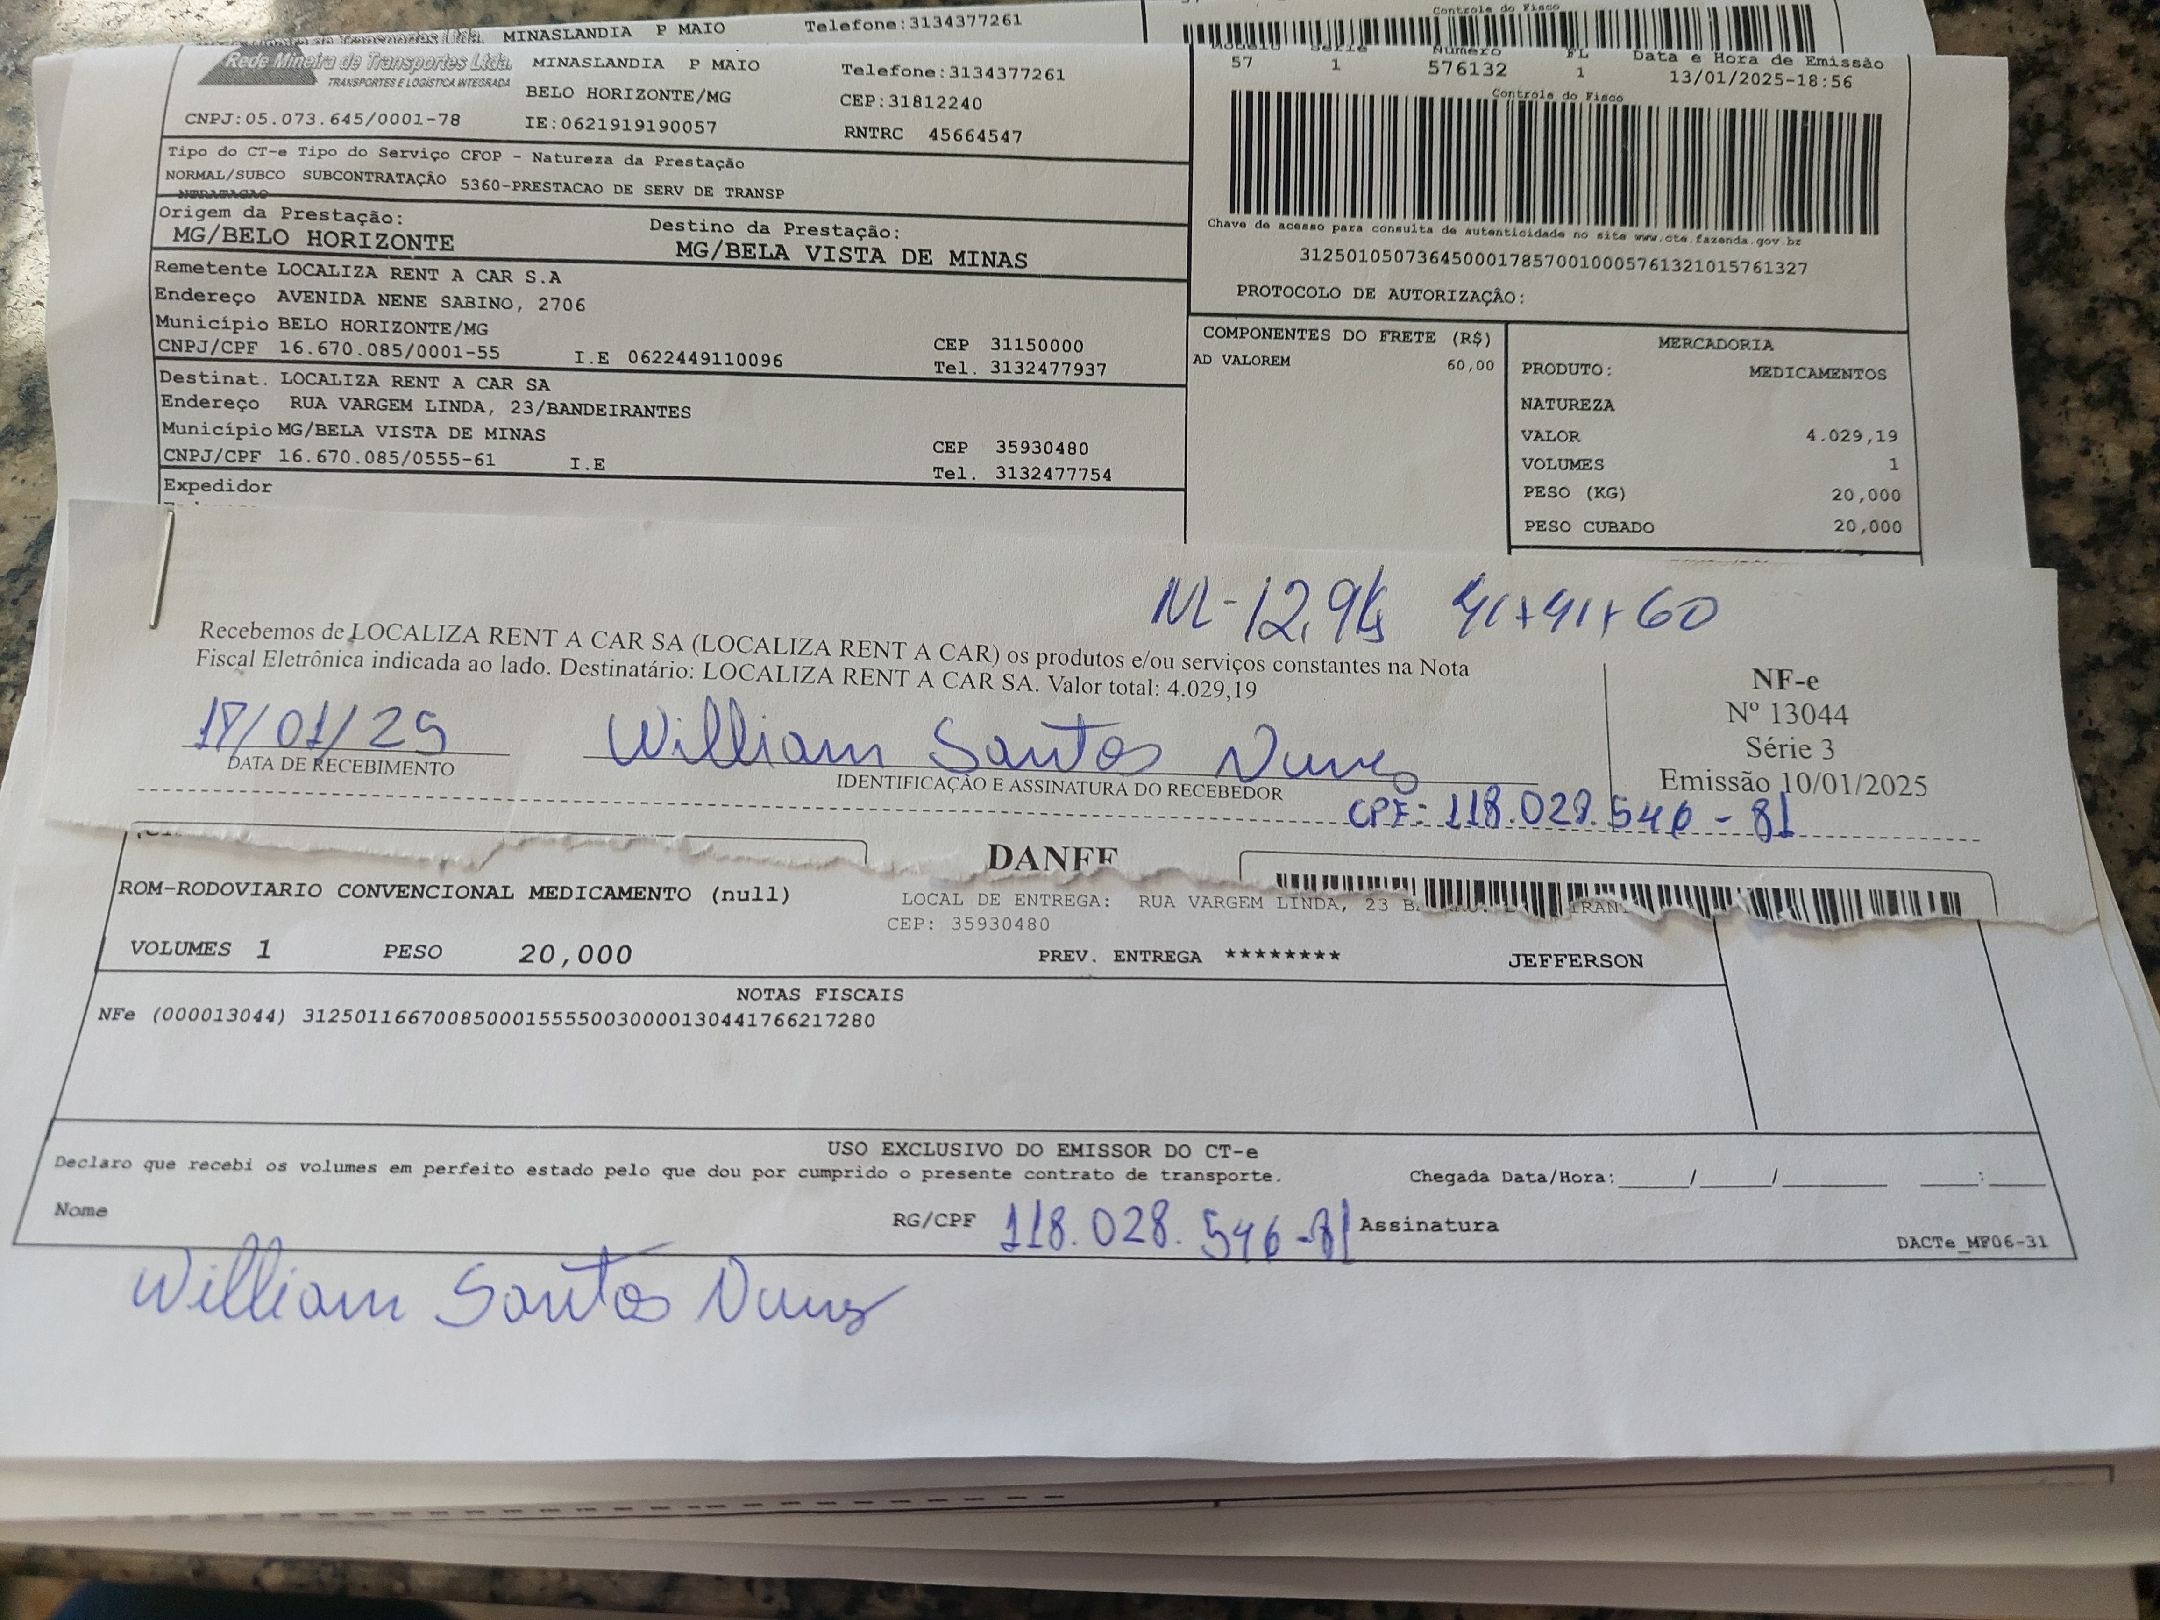 MINASLANDIA P MAIO Telefone:3134377261
Controle do Fisco
Rede Mineira de Transportes Ltda.
TRANSPORTES E LOGÍSTICA INTEGRADA
MINASLANDIA P MAIO Telefone:3134377261
BELO HORIZONTE/MG CEP:31812240
CNPJ:05.073.645/0001-78 IE:0621919190057 RNTRC 45664547
Número FL Data e Hora de Emissão
57 1 576132 1 13/01/2025-18:56
Controle do Fisco
Chave de acesso para consulta de autenticidade no site www.cte.fazenda.gov.br
31250105073645000178570010005761321015761327
PROTOCOLO DE AUTORIZAÇÃO:
Tipo do CT-e Tipo do Serviço CFOP - Natureza da Prestação
NORMAL/SUBCO SUBCONTRATAÇÃO 5360-PRESTACAO DE SERV DE TRANSP
NTRATAÇÃO
Origem da Prestação: Destino da Prestação:
MG/BELO HORIZONTE MG/BELA VISTA DE MINAS
Remetente LOCALIZA RENT A CAR S.A
Endereço AVENIDA NENE SABINO, 2706
Município BELO HORIZONTE/MG CEP 31150000
CNPJ/CPF 16.670.085/0001-55 I.E 0622449110096 Tel. 3132477937
Destinat. LOCALIZA RENT A CAR SA
Endereço RUA VARGEM LINDA, 23/BANDEIRANTES
Município MG/BELA VISTA DE MINAS CEP 35930480
CNPJ/CPF 16.670.085/0555-61 I.E Tel. 3132477754
Expedidor
COMPONENTES DO FRETE (R$)
AD VALOREM 60,00
MERCADORIA
PRODUTO: MEDICAMENTOS
NATUREZA
VALOR 4.029,19
VOLUMES 1
PESO (KG) 20,000
PESO CUBADO 20,000
Recebemos de LOCALIZA RENT A CAR SA (LOCALIZA RENT A CAR) os produtos e/ou serviços constantes na Nota
Fiscal Eletrônica indicada ao lado. Destinatário: LOCALIZA RENT A CAR SA. Valor total: 4.029,19
William Santos Nunes
DATA DE RECEBIMENTO IDENTIFICAÇÃO E ASSINATURA DO RECEBEDOR
CPF: 118.028.546-81
NF-e
Nº 13044
Série 3
Emissão 10/01/2025
DANFE
ROM-RODOVIARIO CONVENCIONAL MEDICAMENTO (null)
LOCAL DE ENTREGA: RUA VARGEM LINDA, 23
CEP: 35930480
VOLUMES 1 PESO 20,000 PREV. ENTREGA ******** JEFFERSON
NOTAS FISCAIS
NFe (000013044) 31250116670085000155550030000130441766217280
USO EXCLUSIVO DO EMISSOR DO CT-e
Declaro que recebi os volumes em perfeito estado pelo que dou por cumprido o presente contrato de transporte. Chegada Data/Hora:_____/_____/_______ ____:____
Nome RG/CPF 118.028.546-81 Assinatura
DACTe_MF06-31
William Santos Nunes